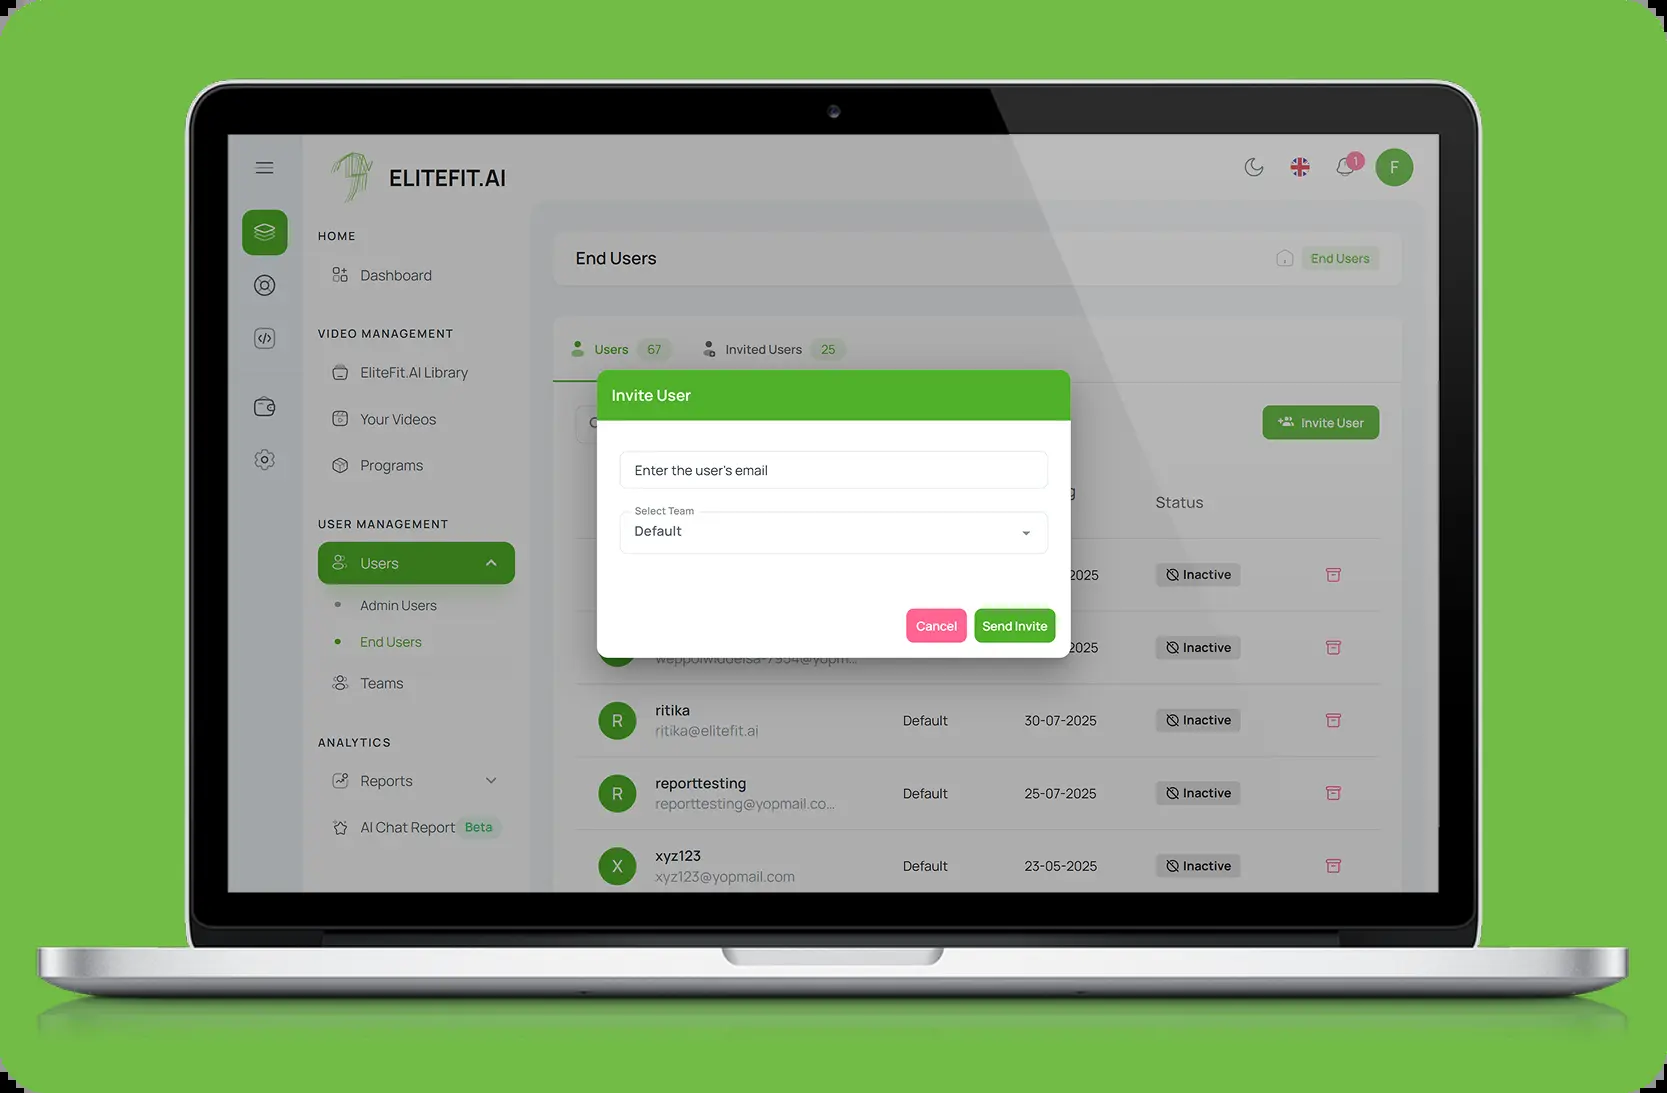 ELITEFIT.AI
1
F
HOME
Dashboard
VIDEO MANAGEMENT
EliteFit.AI Library
Your Videos
Programs
USER MANAGEMENT
Users
Admin Users
End Users
Teams
ANALYTICS
Reports
AI Chat Report Beta
End Users
End Users
Users 67
Invited Users 25
Invite User
Invite User
Enter the user's email
Select Team
Default
Cancel
Send Invite
Status
2025
Inactive
2025
Inactive
R
ritika
ritika@elitefit.ai
Default
30-07-2025
Inactive
R
reporttesting
reporttesting@yopmail.co...
Default
25-07-2025
Inactive
X
xyz123
xyz123@yopmail.com
Default
23-05-2025
Inactive